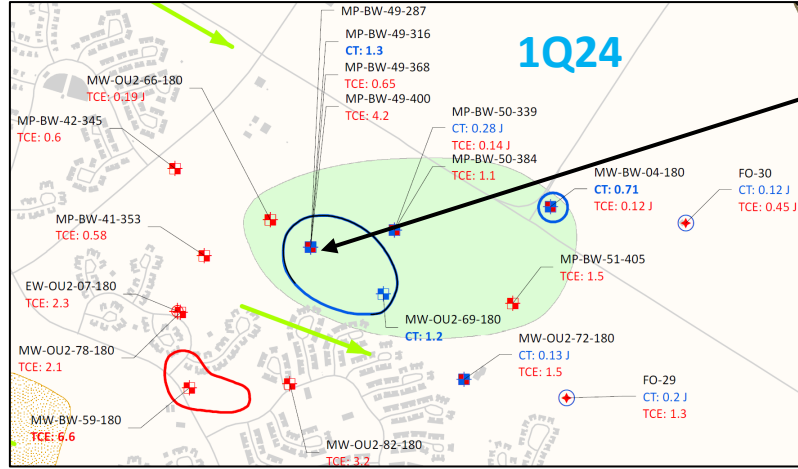 MP-BW-49-287
MP-BW-49-316
CT: 1.3
MP-BW-49-368
TCE: 0.65
MP-BW-49-400
TCE: 4.2
1Q24
MW-OU2-66-180
TCE: 0.19 J
MP-BW-42-345
TCE: 0.6
MP-BW-50-339
CT: 0.28 J
TCE: 0.14 J
MP-BW-50-384
TCE: 1.1
MW-BW-04-180
CT: 0.71
TCE: 0.12 J
FO-30
CT: 0.12 J
TCE: 0.45 J
MP-BW-41-353
TCE: 0.58
MP-BW-51-405
TCE: 1.5
EW-OU2-07-180
TCE: 2.3
MW-OU2-69-180
CT: 1.2
MW-OU2-72-180
CT: 0.13 J
TCE: 1.5
MW-OU2-78-180
TCE: 2.1
FO-29
CT: 0.2 J
TCE: 1.3
MW-BW-59-180
TCE: 6.6
MW-OU2-82-180
TCE: 3.2